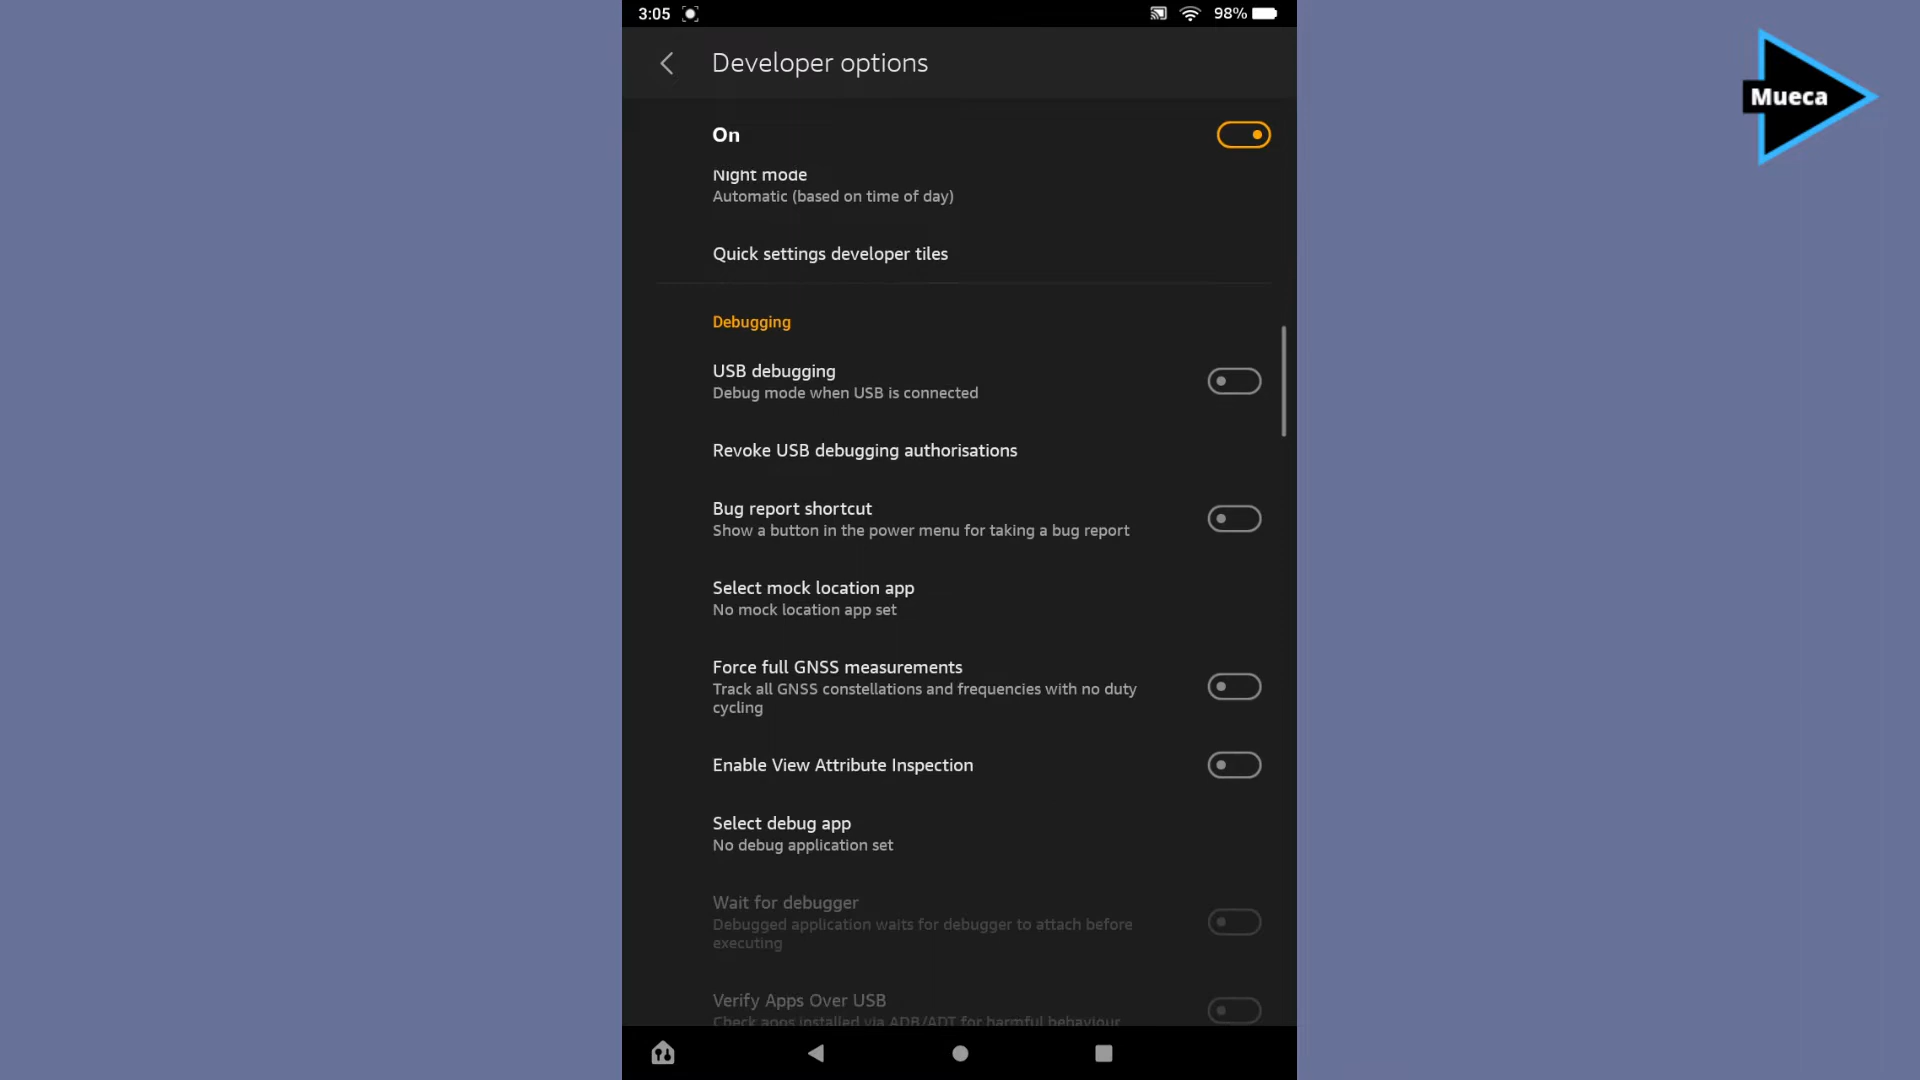 3:05
98%
Mueca
Developer options
On
Night mode
Automatic (based on time of day)
Quick settings developer tiles
Debugging
USB debugging
Debug mode when USB is connected
Revoke USB debugging authorisations
Bug report shortcut
Show a button in the power menu for taking a bug report
Select mock location app
No mock location app set
Force full GNSS measurements
Track all GNSS constellations and frequencies with no duty
cycling
Enable View Attribute Inspection
Select debug app
No debug application set
Wait for debugger
Debugged application waits for debugger to attach before
executing
Verify Apps Over USB
Check apps installed via ADB/ADT for harmful behaviour